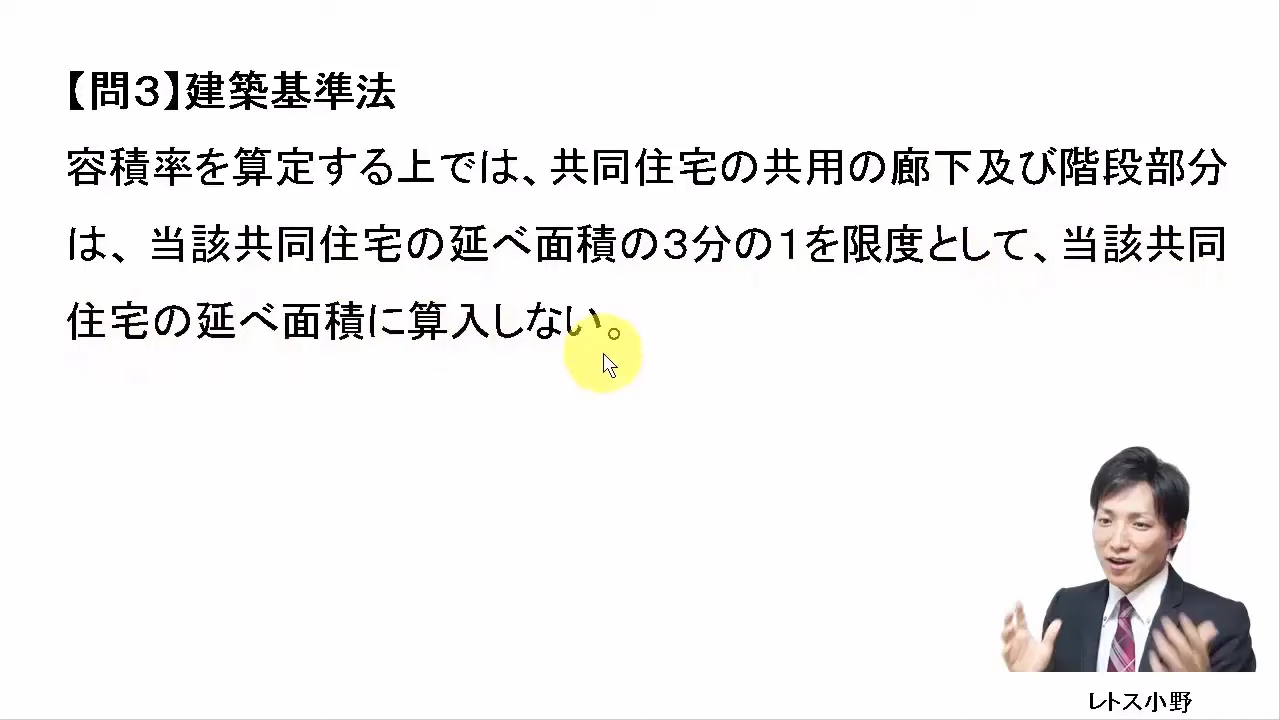 【問３】建築基準法
容積率を算定する上では、共同住宅の共用の廊下及び階段部分
は、当該共同住宅の延べ面積の３分の１を限度として、当該共同
住宅の延べ面積に算入しない。
レトス小野